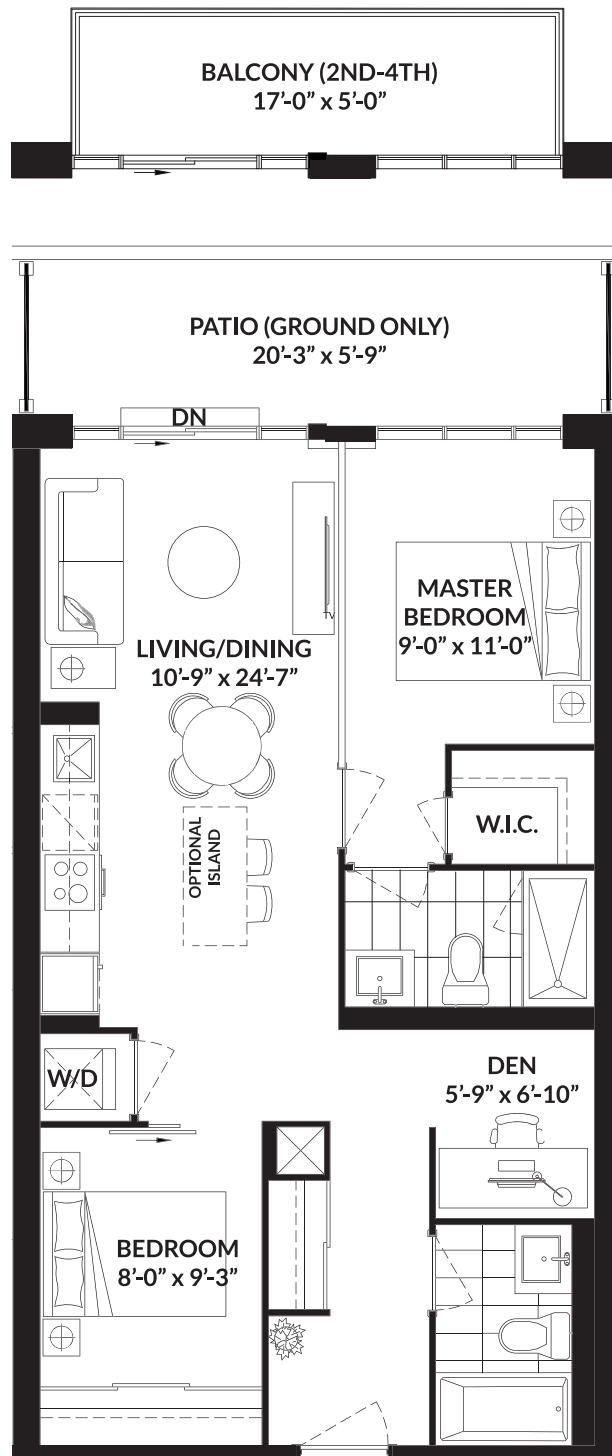 BALCONY (2ND-4TH)
17’-0” x 5’-0”
PATIO (GROUND ONLY)
20’-3” x 5’-9”
DN
MASTER
BEDROOM
9’-0” x 11’-0”
TV
LIVING/DINING
10’-9” x 24’-7”
OPTIONAL
ISLAND
W.I.C.
W/D
DEN
5’-9” x 6’-10”
BEDROOM
8’-0” x 9’-3”